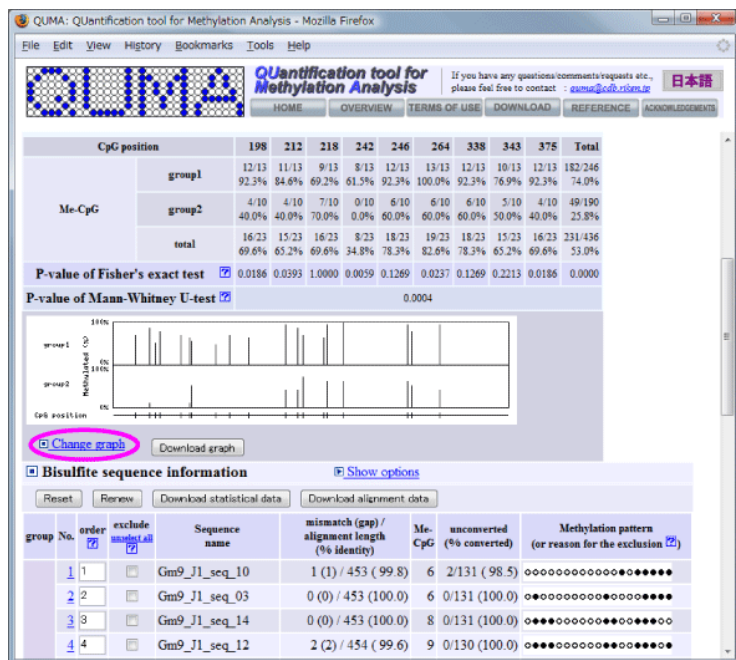 QUMA: QUantification tool for Methylation Analysis - Mozilla Firefox
File Edit View History Bookmarks Tools Help
QUMA
QUantification tool for
Methylation Analysis
If you have any questions/comments/requests etc.,
please feel free to contact : quma@cdb.riken.jp
日本語
HOME OVERVIEW TERMS OF USE DOWNLOAD REFERENCE ACKNOWLEDGEMENTS
CpG position 198 212 218 242 246 264 338 343 375 Total
Me-CpG
group1 12/13 11/13 9/13 8/13 12/13 13/13 12/13 10/13 12/13 182/246
92.3% 84.6% 69.2% 61.5% 92.3% 100.0% 92.3% 76.9% 92.3% 74.0%
group2 4/10 4/10 7/10 0/10 6/10 6/10 6/10 5/10 4/10 49/190
40.0% 40.0% 70.0% 0.0% 60.0% 60.0% 60.0% 50.0% 40.0% 25.8%
total 16/23 15/23 16/23 8/23 18/23 19/23 18/23 15/23 16/23 231/436
69.6% 65.2% 69.6% 34.8% 78.3% 82.6% 78.3% 65.2% 69.6% 53.0%
P-value of Fisher's exact test ? 0.0186 0.0393 1.0000 0.0059 0.1269 0.0237 0.1269 0.2213 0.0186 0.0000
P-value of Mann-Whitney U-test ? 0.0004
100%
group1
0%
100%
group2
0%
Methylated (%)
CpG position
Change graph Download graph
Bisulfite sequence information Show options
Reset Renew Download statistical data Download alignment data
group No. order ? exclude unselect all ? Sequence name mismatch (gap) / alignment length (% identity) Me-CpG unconverted (% converted) Methylation pattern (or reason for the exclusion ?)
1 1 Gm9_J1_seq_10 1 (1) / 453 ( 99.8) 6 2/131 ( 98.5)
2 2 Gm9_J1_seq_03 0 (0) / 453 (100.0) 6 0/131 (100.0)
3 3 Gm9_J1_seq_14 0 (0) / 453 (100.0) 8 0/131 (100.0)
4 4 Gm9_J1_seq_12 2 (2) / 454 ( 99.6) 9 0/130 (100.0)